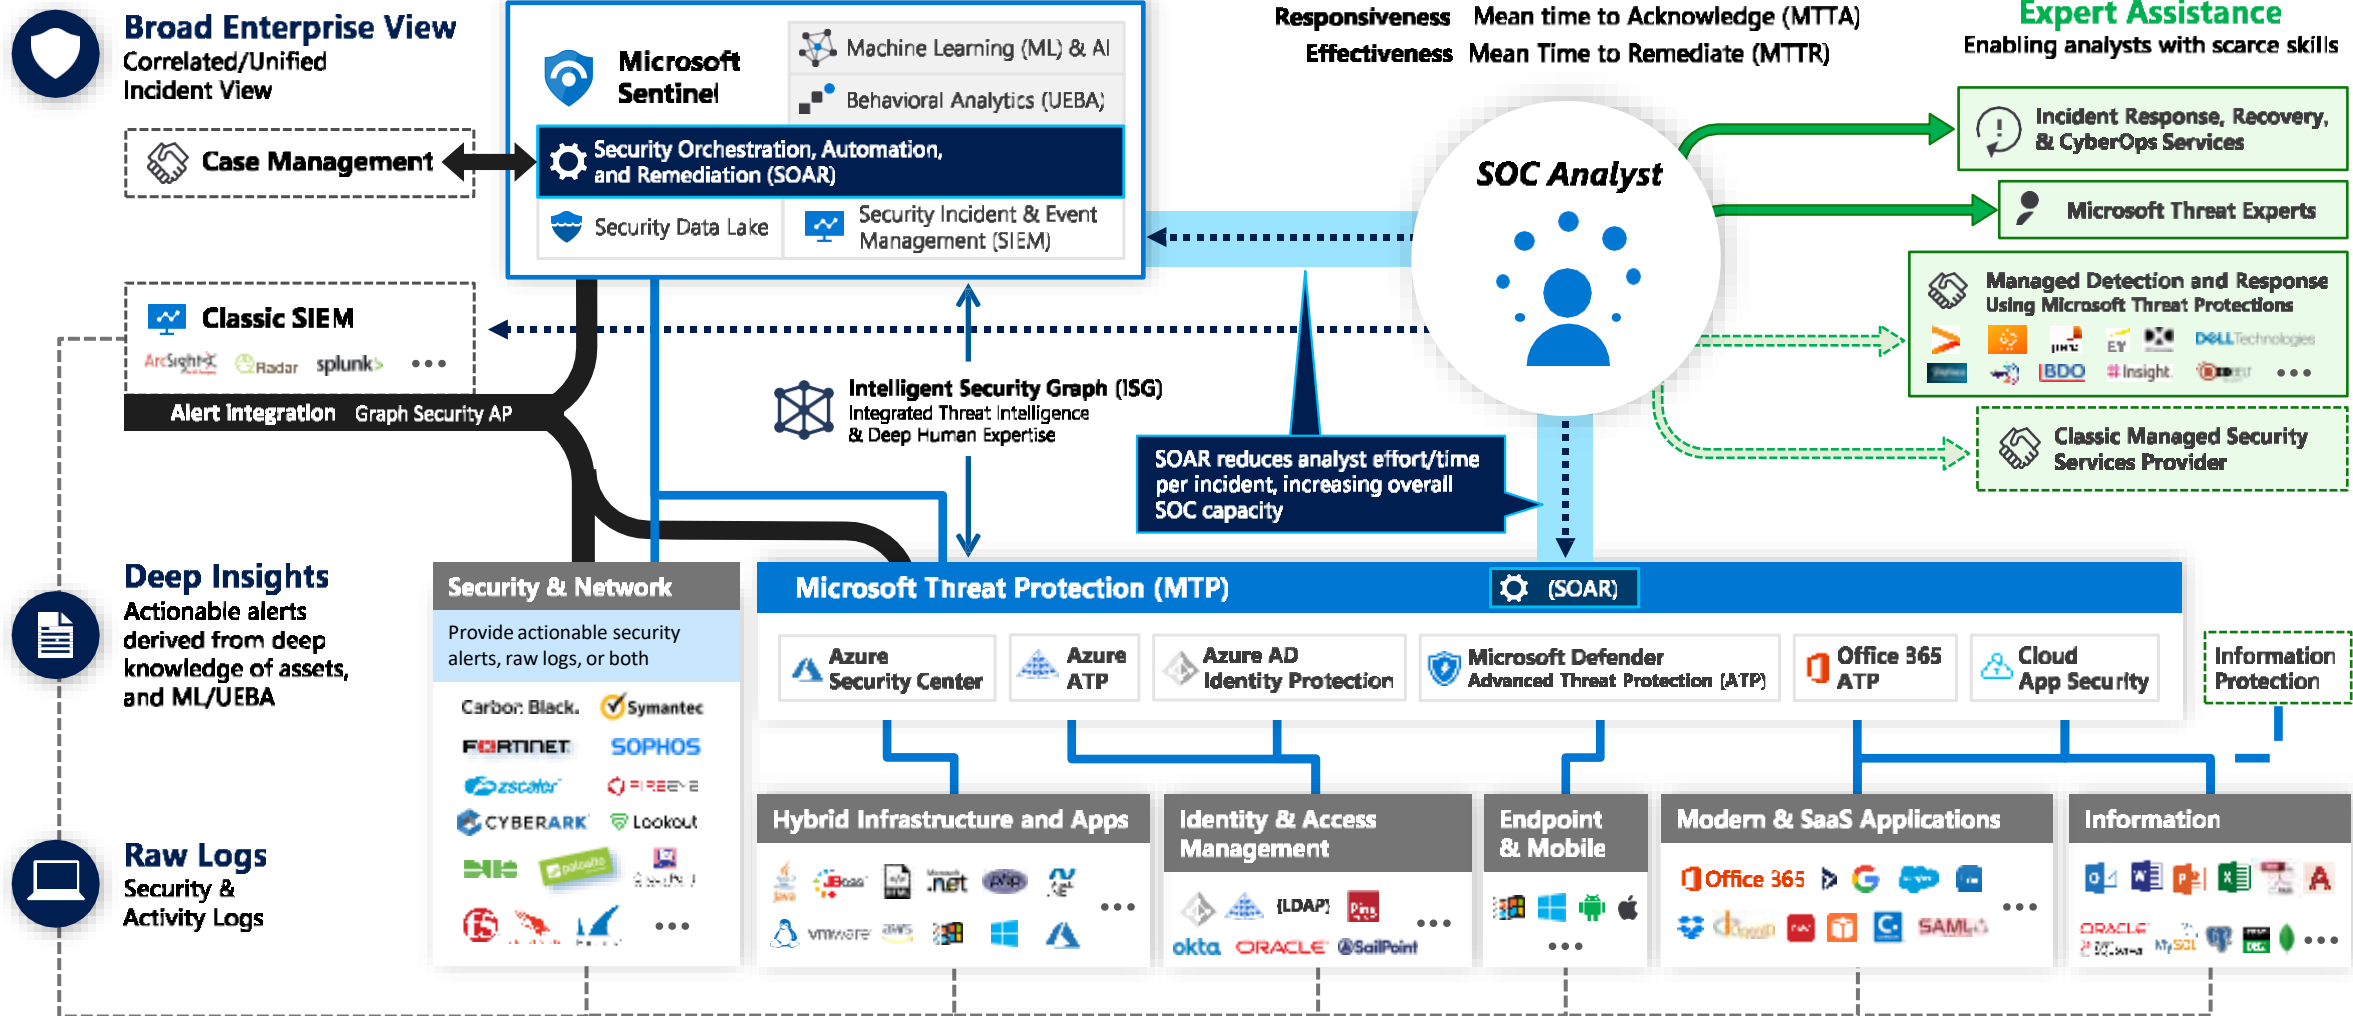 Broad Enterprise View
Correlated/Unified
Incident View
Case Management
Microsoft
Sentinel
Machine Learning (ML) & AI
Behavioral Analytics (UEBA)
Security Orchestration, Automation,
and Remediation (SOAR)
Security Data Lake
Security Incident & Event
Management (SIEM)
Responsiveness Mean time to Acknowledge (MTTA)
Effectiveness Mean Time to Remediate (MTTR)
SOC Analyst
Expert Assistance
Enabling analysts with scarce skills
Incident Response, Recovery,
& CyberOps Services
Microsoft Threat Experts
Managed Detection and Response
Using Microsoft Threat Protections
EY
DELL Technologies
BDO
#Insight.
Classic Managed Security
Services Provider
Classic SIEM
ArcSight
QRadar
splunk>
Alert integration Graph Security AP
Intelligent Security Graph (ISG)
Integrated Threat Intelligence
& Deep Human Expertise
SOAR reduces analyst effort/time
per incident, increasing overall
SOC capacity
Deep Insights
Actionable alerts
derived from deep
knowledge of assets,
and ML/UEBA
Raw Logs
Security &
Activity Logs
Security & Network
Provide actionable security
alerts, raw logs, or both
Carbon Black.
Symantec
FORTINET
SOPHOS
zscaler
FIREEYE
CYBERARK
Lookout
paloalto
f5
Microsoft Threat Protection (MTP)
(SOAR)
Azure
Security Center
Azure
ATP
Azure AD
Identity Protection
Microsoft Defender
Advanced Threat Protection (ATP)
Office 365
ATP
Cloud
App Security
Information
Protection
Hybrid Infrastructure and Apps
Java
JBoss
.net
php
vmware
aws
Identity & Access
Management
{LDAP}
Ping
okta
ORACLE
SailPoint
Endpoint
& Mobile
Modern & SaaS Applications
Office 365
SAML
Information
ORACLE
MySQL